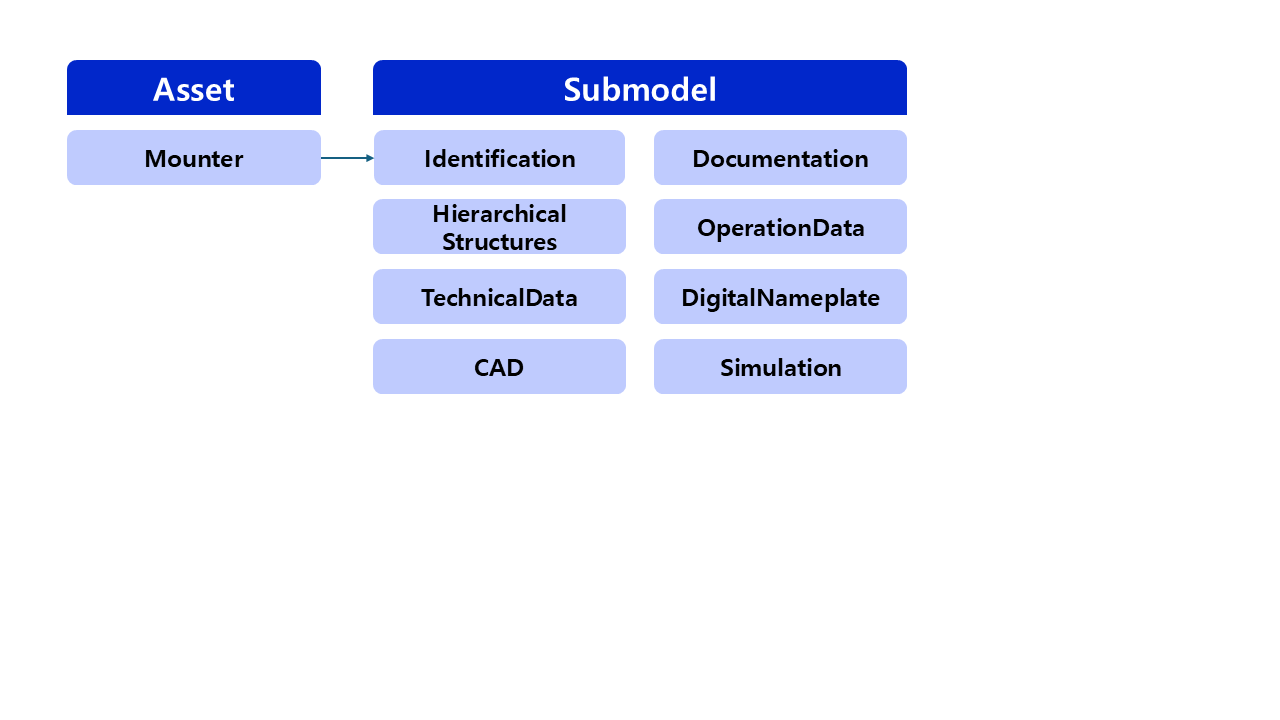 Asset
Submodel
Mounter
Identification
Documentation
Hierarchical
Structures
OperationData
TechnicalData
DigitalNameplate
CAD
Simulation